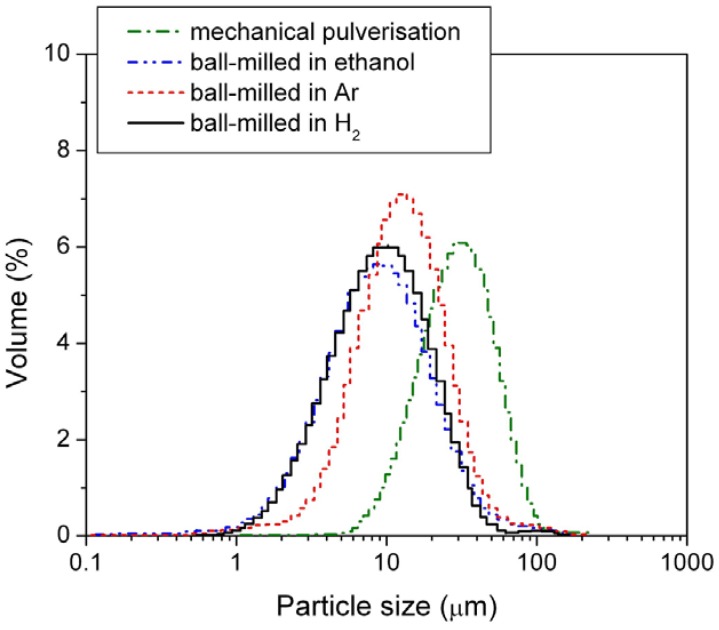 mechanical pulverisation
ball-milled in ethanol
ball-milled in Ar
ball-milled in H2
10
8
6
4
2
0
Volume (%)
0.1 1 10 100 1000
Particle size (μm)